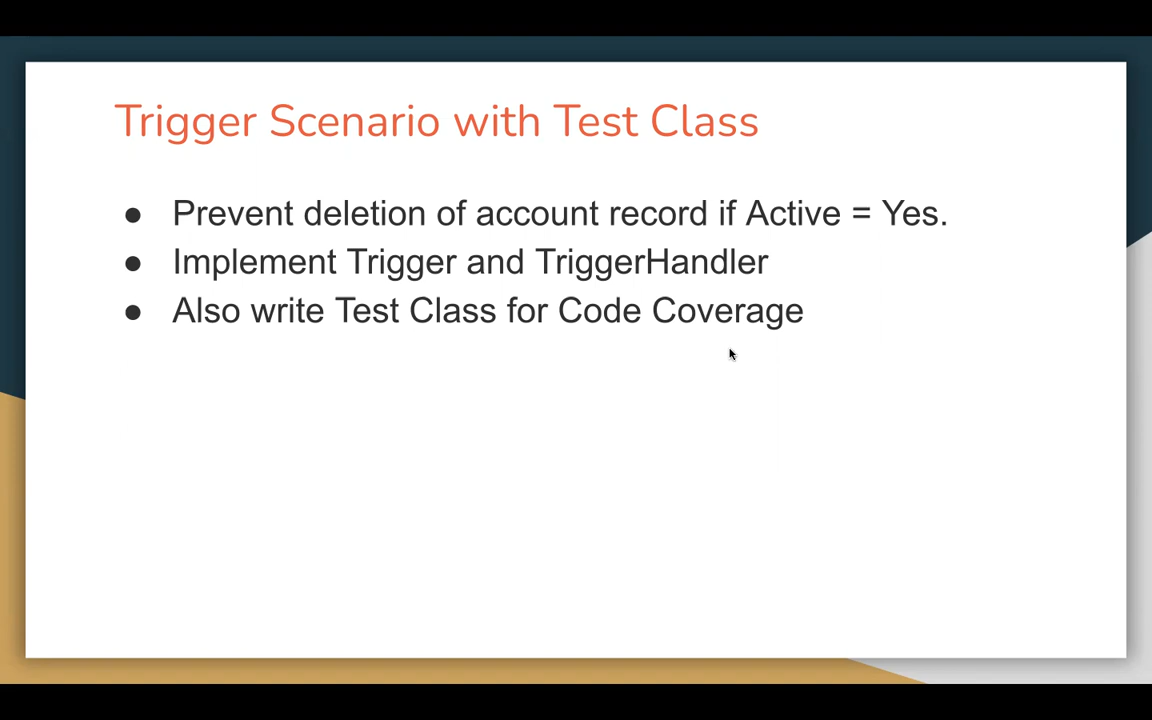 Trigger Scenario with Test Class
● Prevent deletion of account record if Active = Yes.
● Implement Trigger and TriggerHandler
● Also write Test Class for Code Coverage